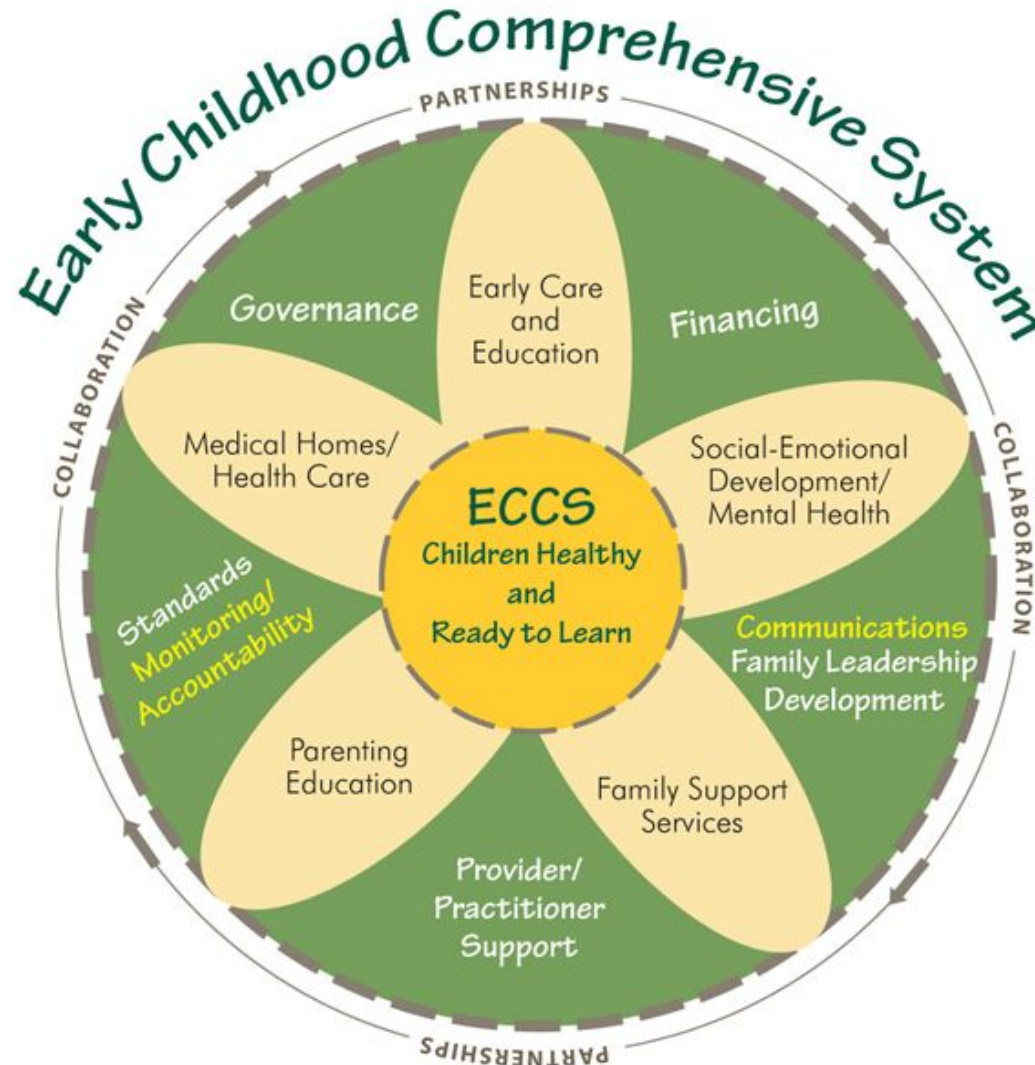 Early Childhood Comprehensive System
PARTNERSHIPS
COLLABORATION
COLLABORATION
PARTNERSHIPS
Governance
Early Care
and
Education
Financing
Medical Homes/
Health Care
Social-Emotional
Development/
Mental Health
ECCS
Children Healthy
and
Ready to Learn
Standards
Monitoring/
Accountability
Communications
Family Leadership
Development
Parenting
Education
Family Support
Services
Provider/
Practitioner
Support